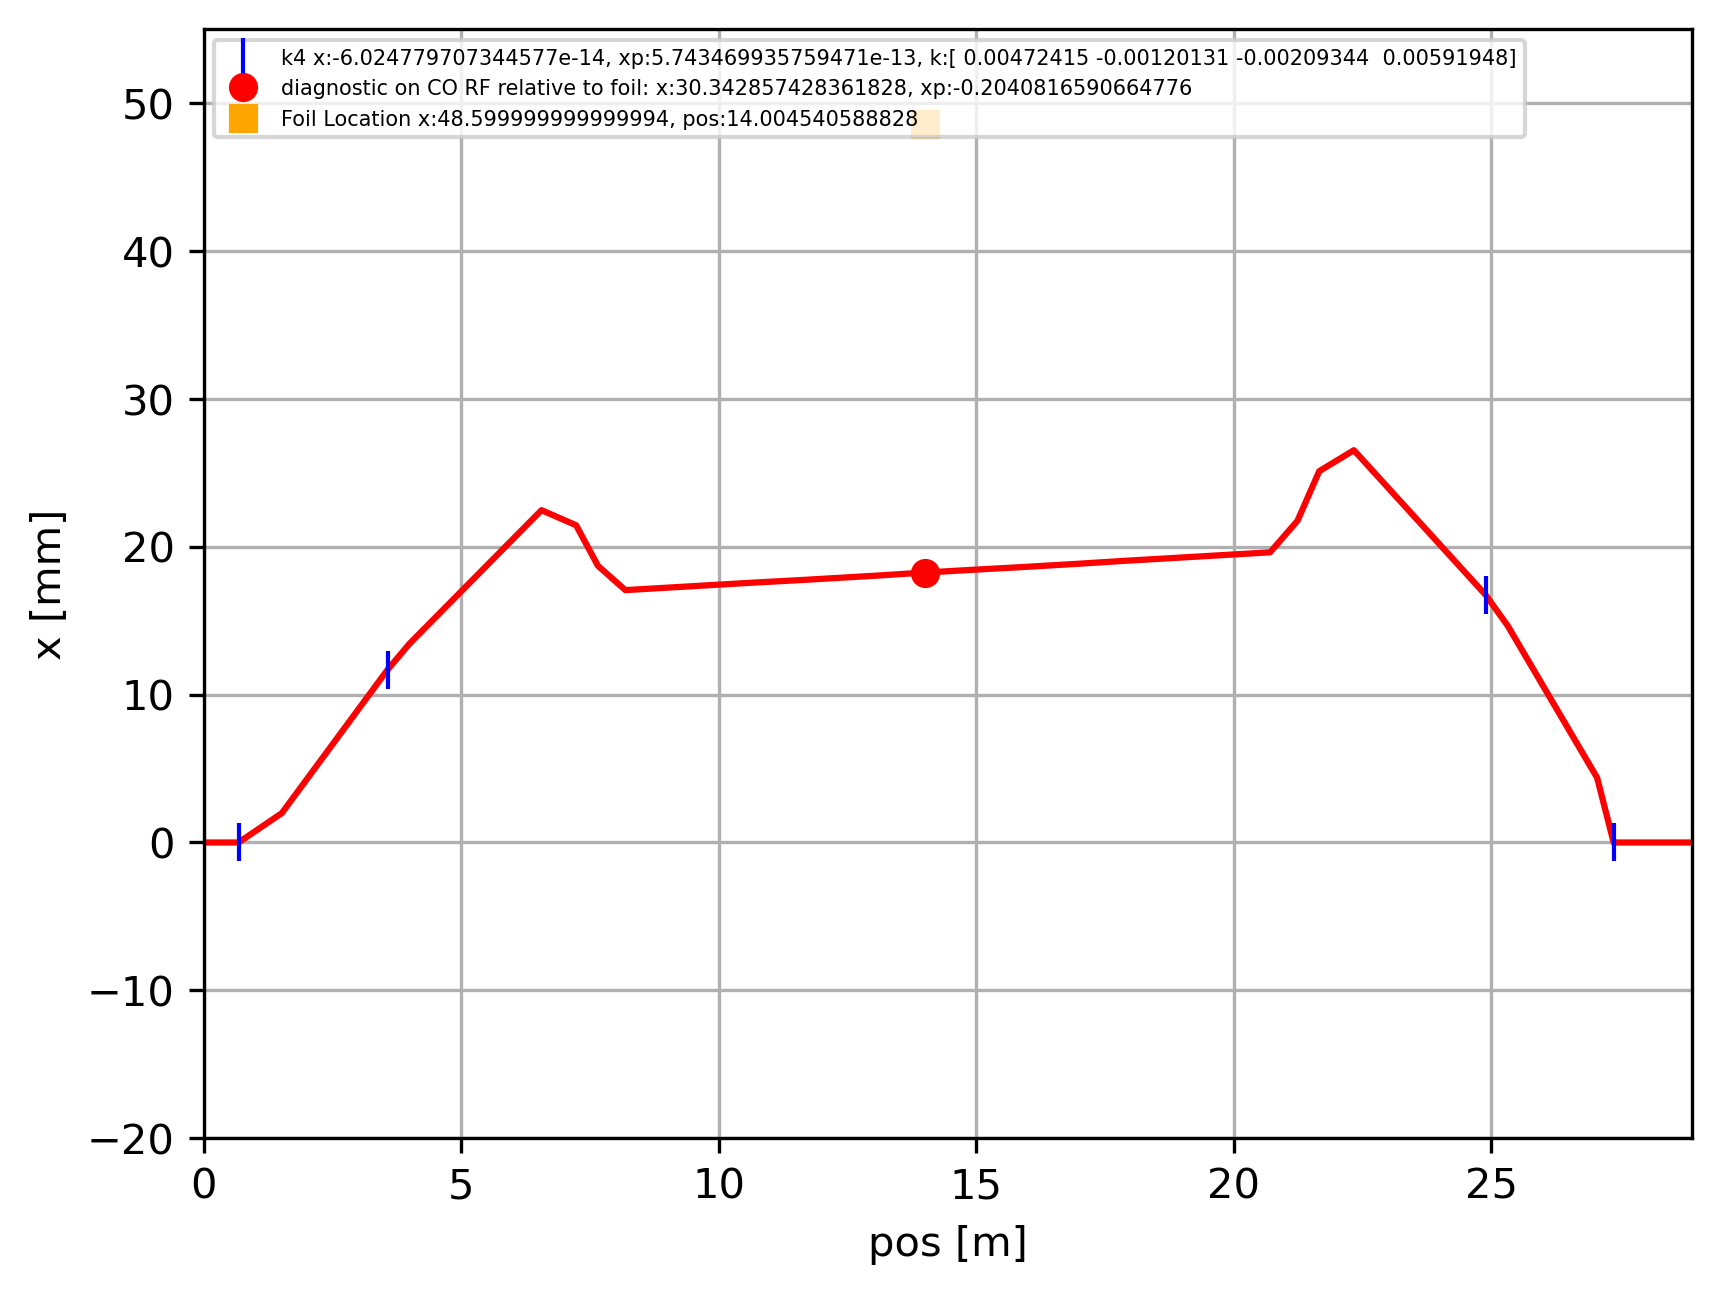 k4 x:-6.024779707344577e-14, xp:5.743469935759471e-13, k:[ 0.00472415 -0.00120131 -0.00209344  0.00591948]
diagnostic on CO RF relative to foil: x:30.342857428361828, xp:-0.2040816590664776
Foil Location x:48.599999999999994, pos:14.004540588828
50
40
30
20
10
0
−10
−20
x [mm]
0 5 10 15 20 25
pos [m]